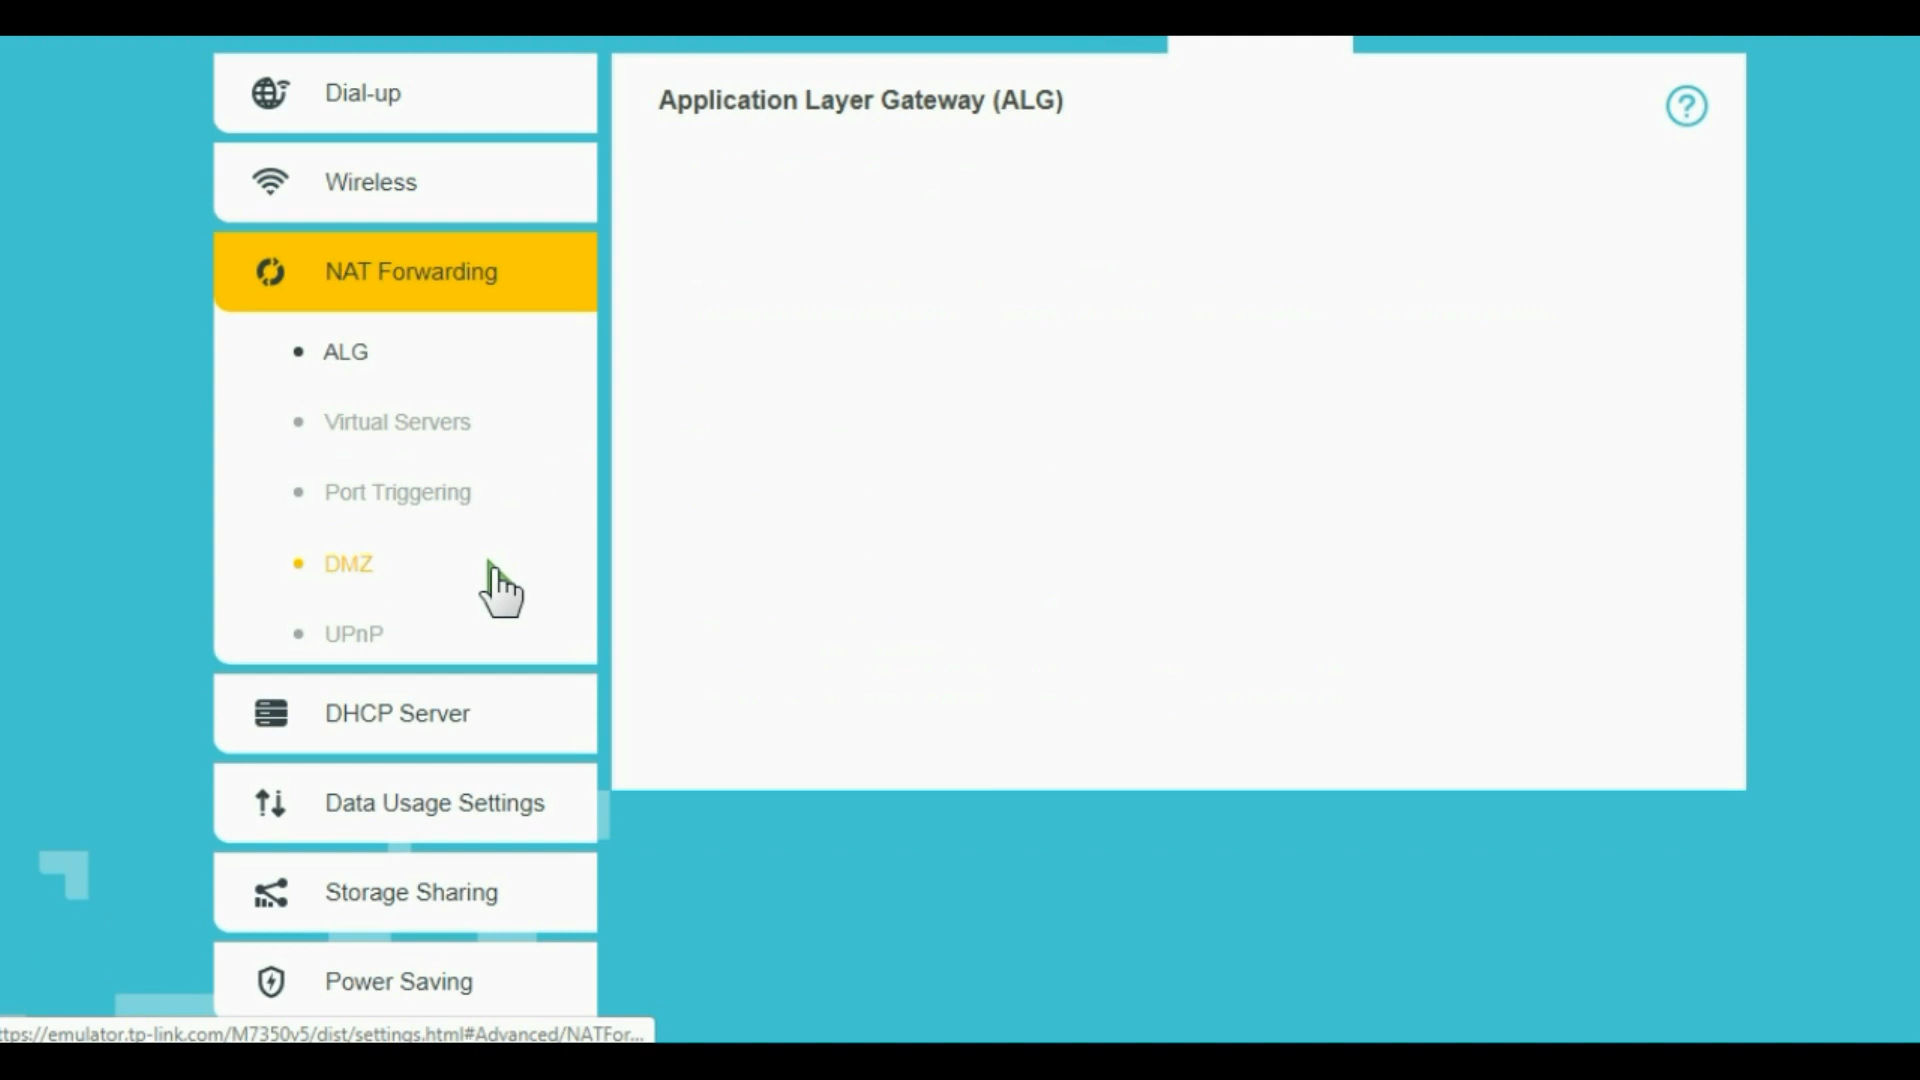 Dial-up
Wireless
NAT Forwarding
ALG
Virtual Servers
Port Triggering
DMZ
UPnP
DHCP Server
Data Usage Settings
Storage Sharing
Power Saving
Application Layer Gateway (ALG)
?
ttps://emulator.tp-link.com/M7350v5/dist/settings.html#Advanced/NATFor...